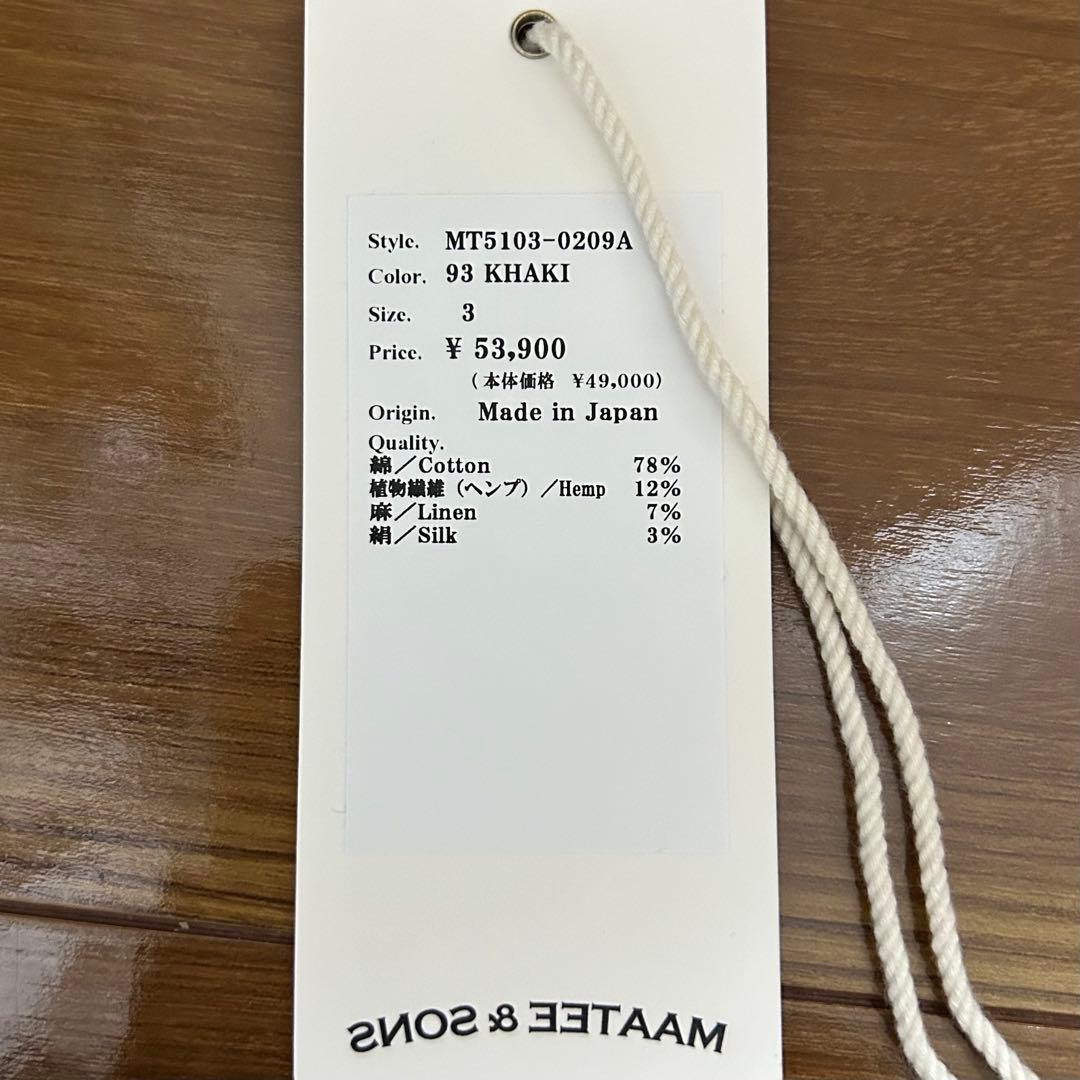 Style. MT5103-0209A
Color. 93 KHAKI
Size. 3
Price. ¥ 53,900
(本体価格 ¥49,000)
Origin. Made in Japan
Quality.
綿／Cotton 78%
植物繊維（ヘンプ）／Hemp 12%
麻／Linen 7%
絹／Silk 3%
MAATEE & SONS